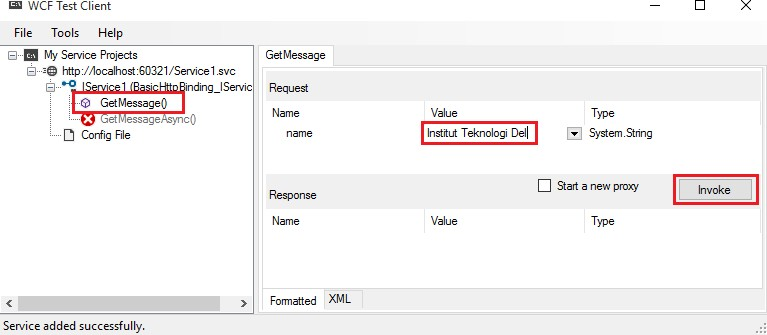 WCF Test Client
File Tools Help
My Service Projects
http://localhost:60321/Service1.svc
IService1 (BasicHttpBinding_IServic
GetMessage()
GetMessageAsync()
Config File
GetMessage
Request
Name Value Type
name Institut Teknologi Del System.String
Response
Start a new proxy
Invoke
Name Value Type
Formatted XML
Service added successfully.